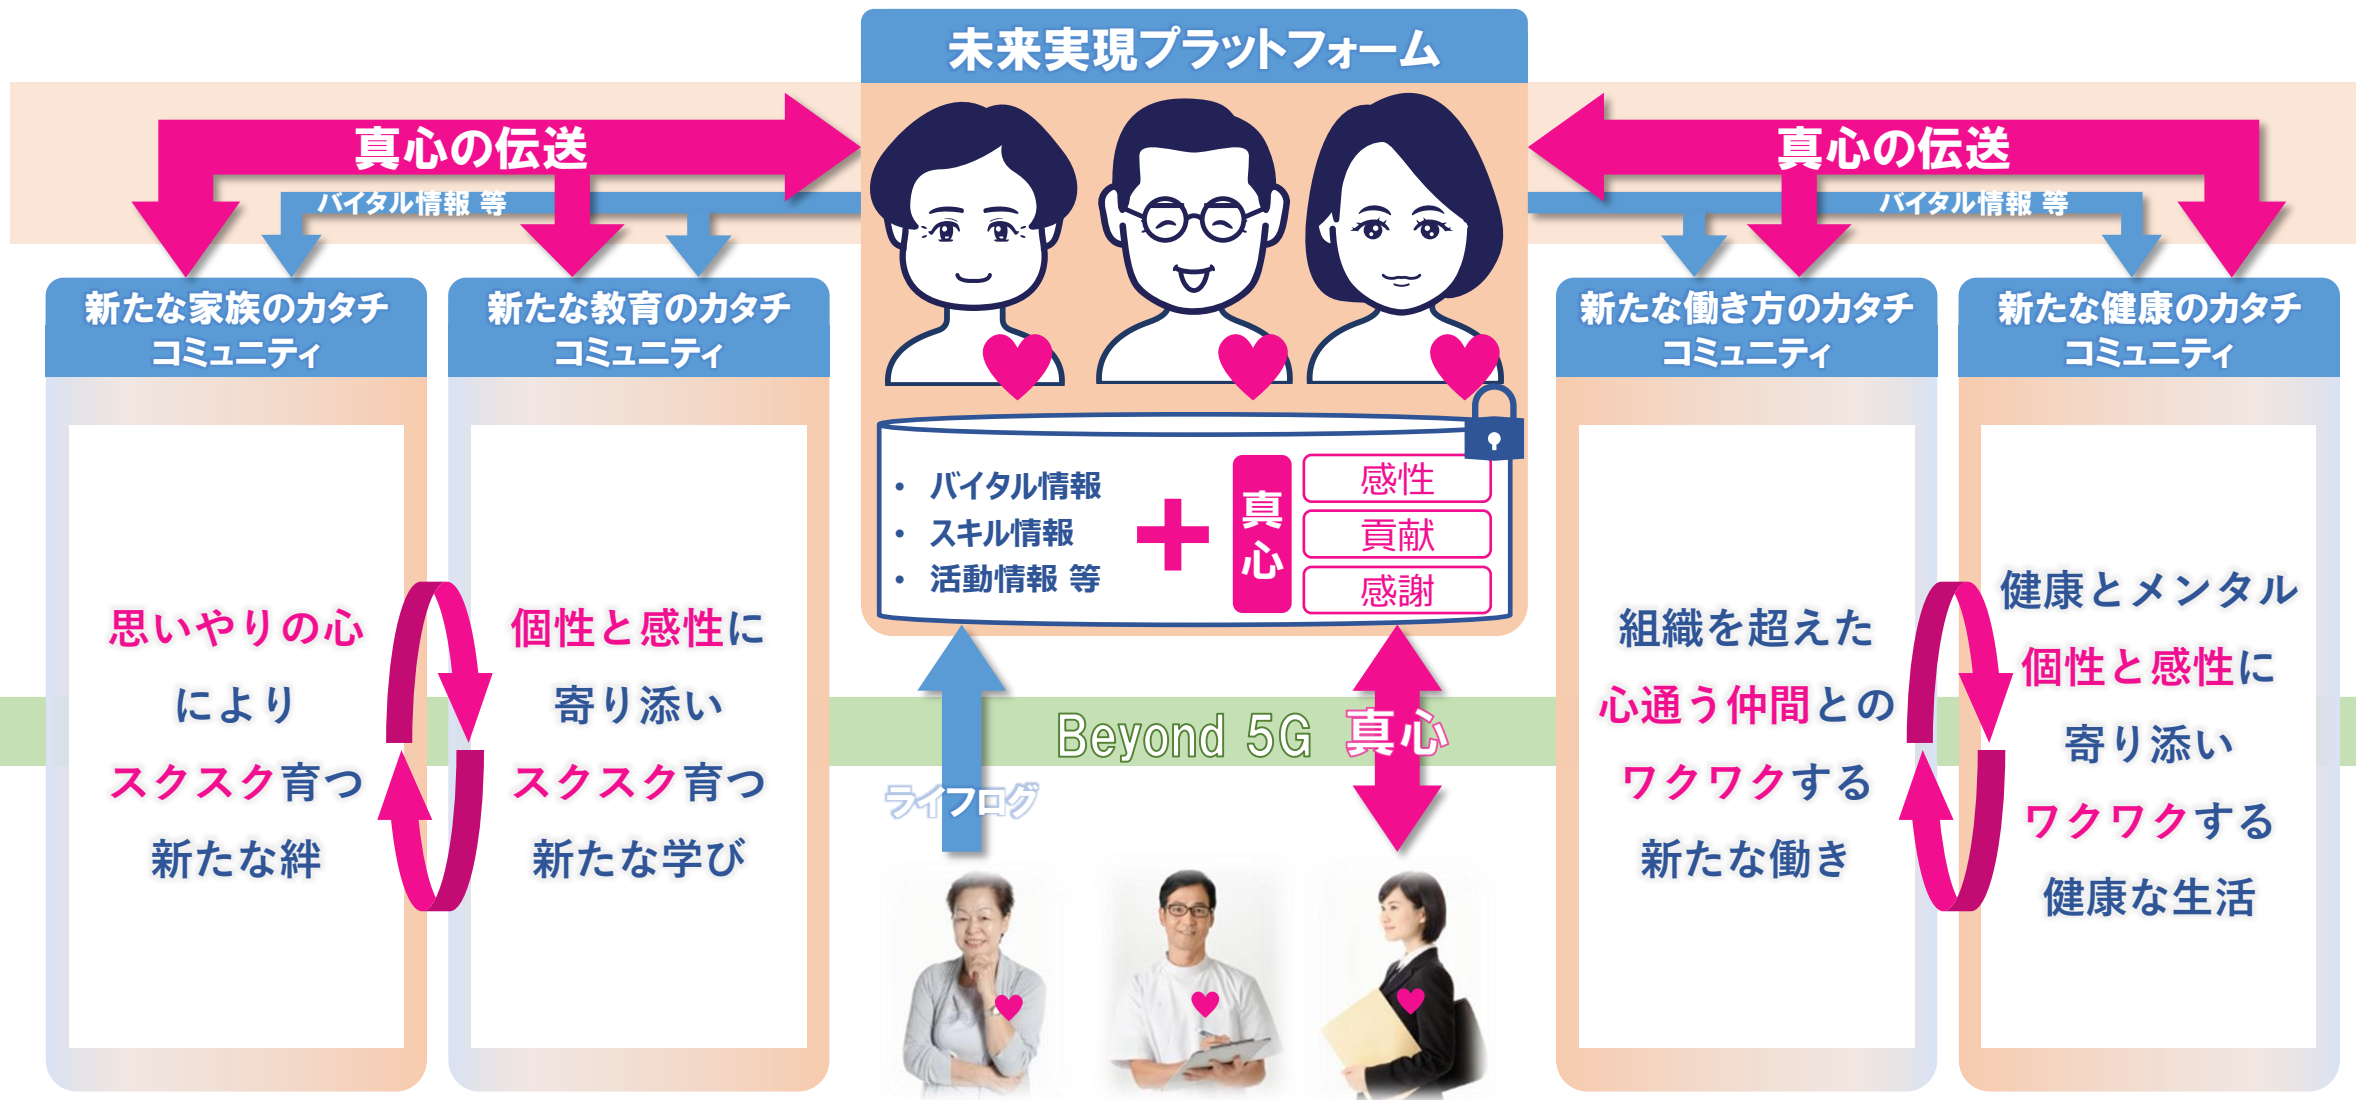 未来実現プラットフォーム
真心の伝送
バイタル情報 等
真心の伝送
バイタル情報 等
新たな家族のカタチ
コミュニティ
思いやりの心
により
スクスク育つ
新たな絆
新たな教育のカタチ
コミュニティ
個性と感性に
寄り添い
スクスク育つ
新たな学び
• バイタル情報
• スキル情報
• 活動情報 等
真心
感性
貢献
感謝
Beyond 5G 真心
ライフログ
新たな働き方のカタチ
コミュニティ
組織を超えた
心通う仲間との
ワクワクする
新たな働き
新たな健康のカタチ
コミュニティ
健康とメンタル
個性と感性に
寄り添い
ワクワクする
健康な生活